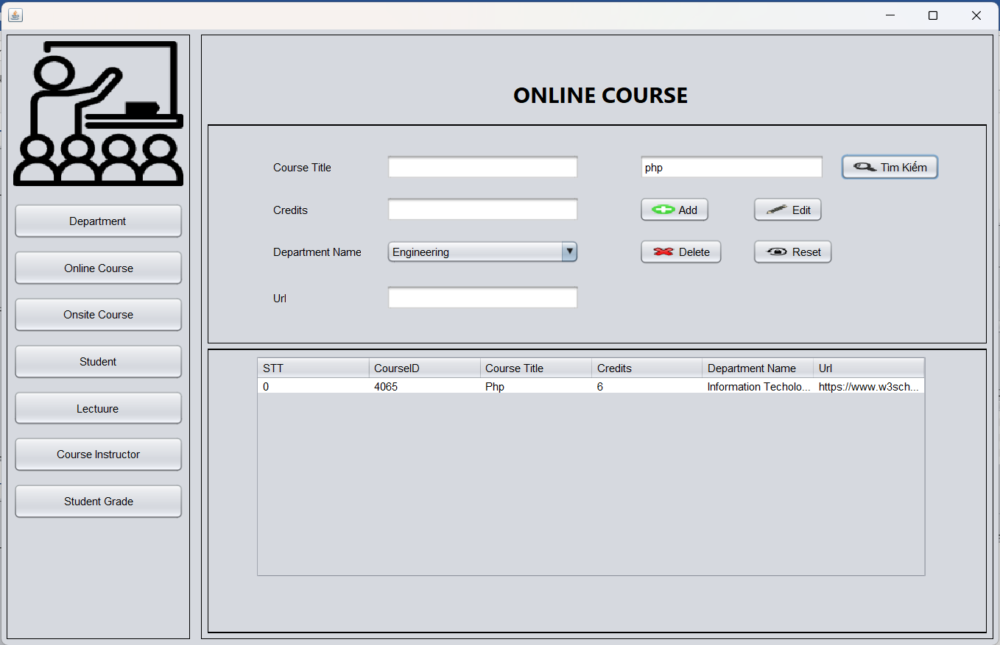 Department
Online Course
Onsite Course
Student
Lectuure
Course Instructor
Student Grade
ONLINE COURSE
Course Title php Tìm Kiếm
Credits Add Edit
Department Name Engineering Delete Reset
Url
STT CourseID Course Title Credits Department Name Url
0 4065 Php 6 Information Techolo... https://www.w3sch...